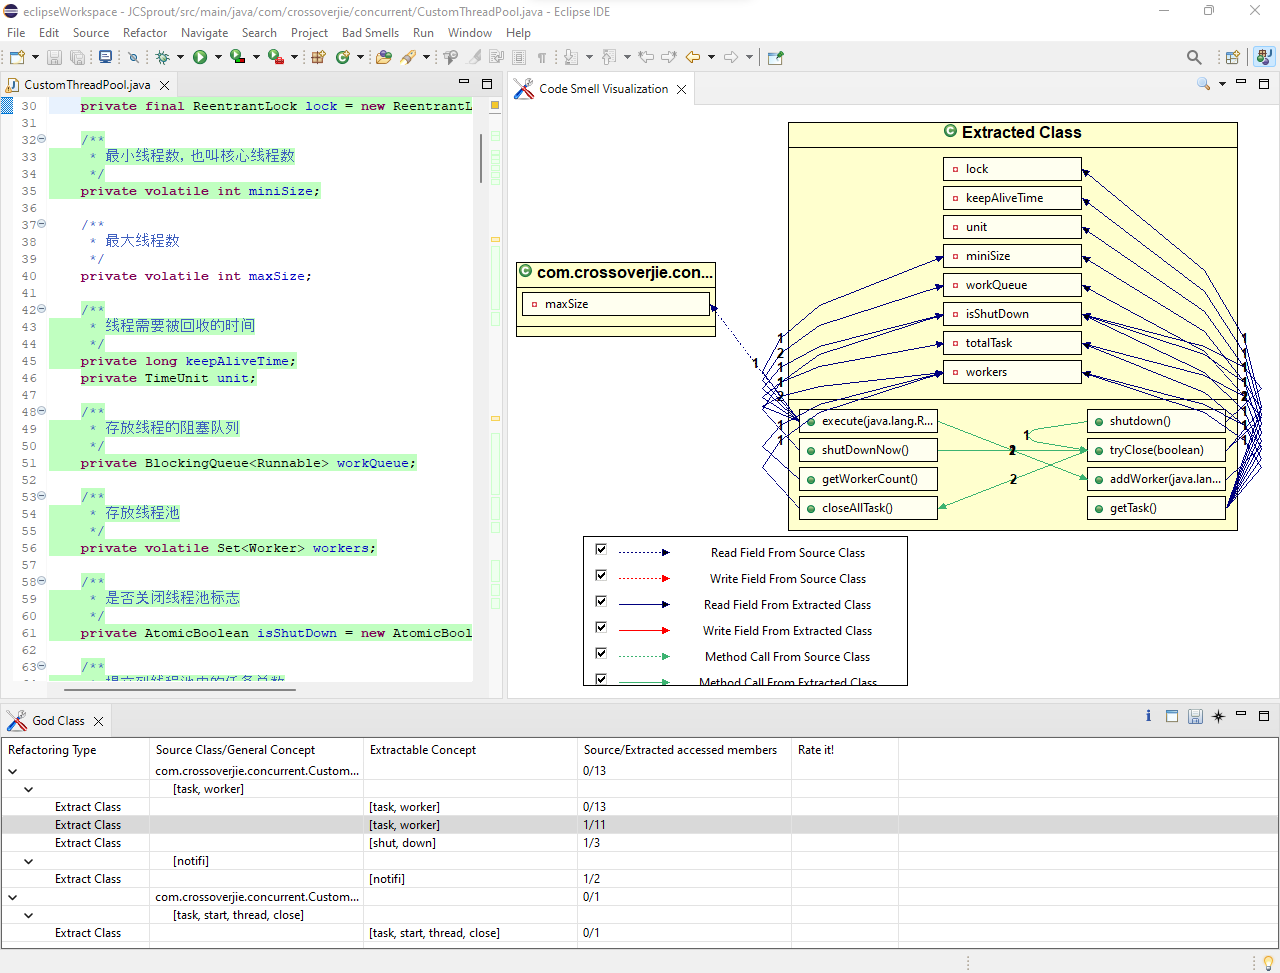 eclipseWorkspace - JCSprout/src/main/java/com/crossoverjie/concurrent/CustomThreadPool.java - Eclipse IDE
File Edit Source Refactor Navigate Search Project Bad Smells Run Window Help
CustomThreadPool.java
30 private final ReentrantLock lock = new ReentrantL
31
32 /**
33 * 最小线程数，也叫核心线程数
34 */
35 private volatile int miniSize;
36
37 /**
38 * 最大线程数
39 */
40 private volatile int maxSize;
41
42 /**
43 * 线程需要被回收的时间
44 */
45 private long keepAliveTime;
46 private TimeUnit unit;
47
48 /**
49 * 存放线程的阻塞队列
50 */
51 private BlockingQueue<Runnable> workQueue;
52
53 /**
54 * 存放线程池
55 */
56 private volatile Set<Worker> workers;
57
58 /**
59 * 是否关闭线程池标志
60 */
61 private AtomicBoolean isShutDown = new AtomicBool
62
63 /**
Code Smell Visualization
Extracted Class
lock
keepAliveTime
unit
miniSize
workQueue
isShutDown
totalTask
workers
com.crossoverjie.con...
maxSize
1
1
2
1
1
2
1
1
1
1
1
2
1
1
execute(java.lang.R...
shutDownNow()
getWorkerCount()
closeAllTask()
1
2
2
shutdown()
tryClose(boolean)
addWorker(java.lan...
getTask()
Read Field From Source Class
Write Field From Source Class
Read Field From Extracted Class
Write Field From Extracted Class
Method Call From Source Class
Method Call From Extracted Class
God Class
Refactoring Type Source Class/General Concept Extractable Concept Source/Extracted accessed members Rate it!
com.crossoverjie.concurrent.Custom... 0/13
[task, worker]
Extract Class [task, worker] 0/13
Extract Class [task, worker] 1/11
Extract Class [shut, down] 1/3
[notifi]
Extract Class [notifi] 1/2
com.crossoverjie.concurrent.Custom... 0/1
[task, start, thread, close]
Extract Class [task, start, thread, close] 0/1